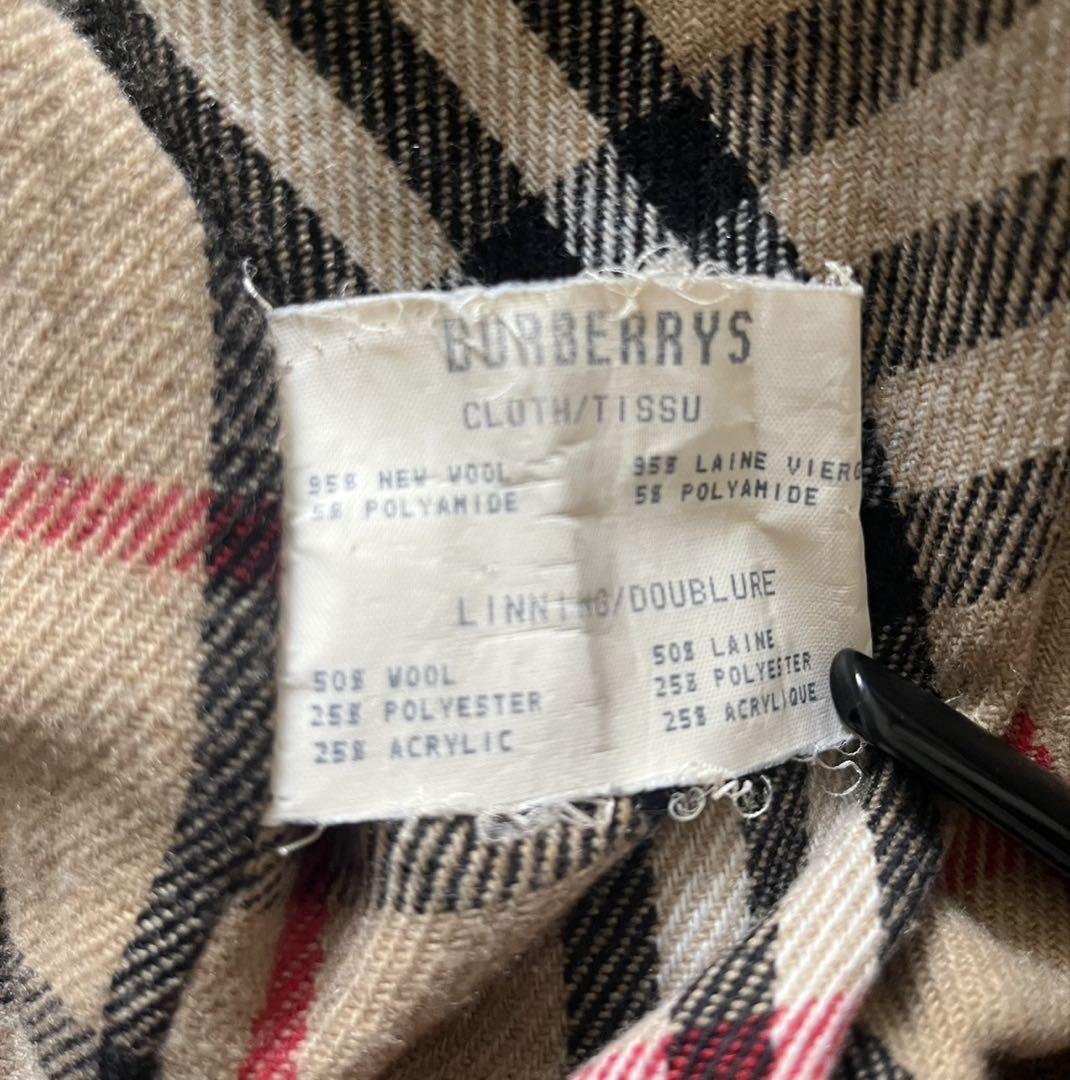 BURBERRYS
CLOTH/TISSU
95% NEW WOOL 95% LAINE VIERG
5% POLYAMIDE 5% POLYAMIDE
LINNING/DOUBLURE
50% WOOL 50% LAINE
25% POLYESTER 25% POLYESTER
25% ACRYLIC 25% ACRYLIQUE